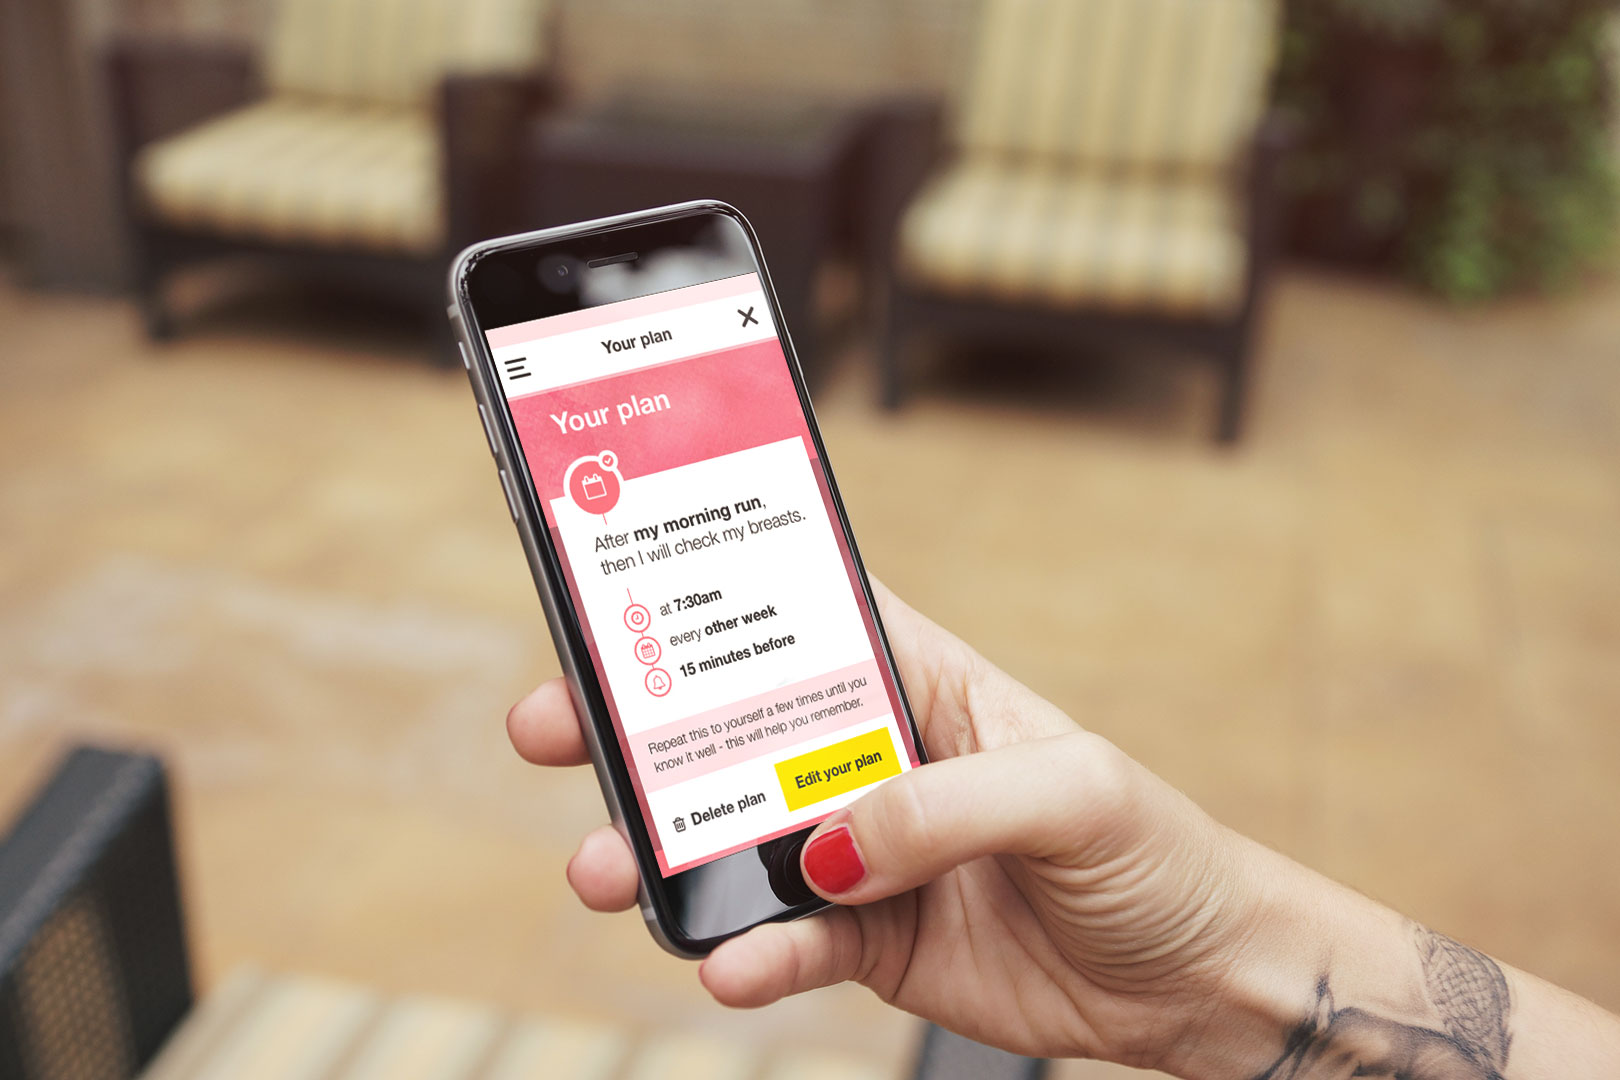 Your plan
Your plan
After my morning run,
then I will check my breasts.
at 7:30am
every other week
15 minutes before
Repeat this to yourself a few times until you
know it well - this will help you remember.
Delete plan
Edit your plan